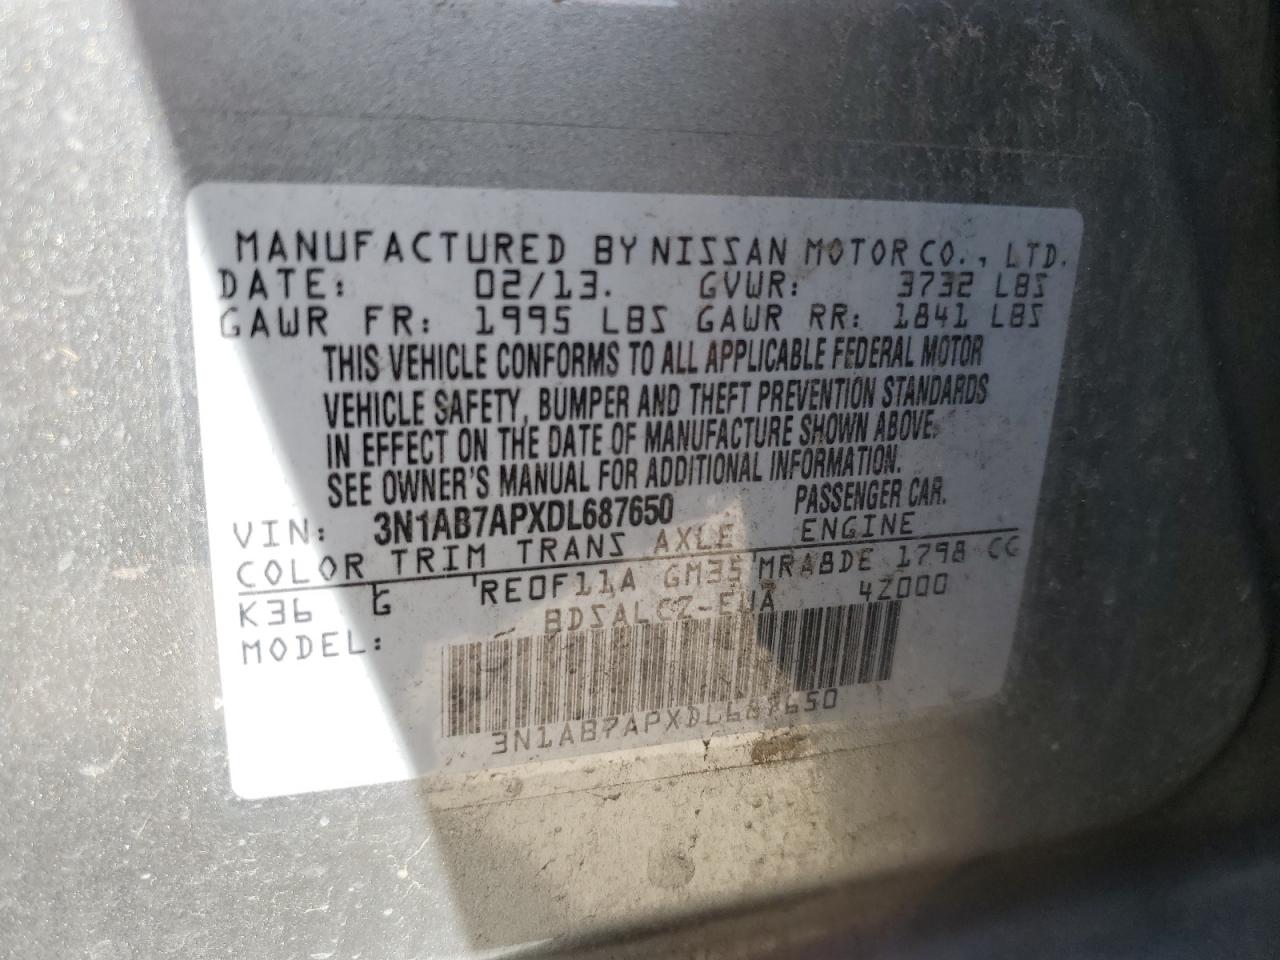 MANUFACTURED BY NISSAN MOTOR CO., LTD.
DATE: 02/13. GVWR: 3732 LBS
GAWR FR: 1995 LBS GAWR RR: 1841 LBS
THIS VEHICLE CONFORMS TO ALL APPLICABLE FEDERAL MOTOR
VEHICLE SAFETY, BUMPER AND THEFT PREVENTION STANDARDS
IN EFFECT ON THE DATE OF MANUFACTURE SHOWN ABOVE.
SEE OWNER'S MANUAL FOR ADDITIONAL INFORMATION.
VIN: 3N1AB7APXDL687650 PASSENGER CAR.
COLOR TRIM TRANS AXLE ENGINE
K36 G RE0F11A GM35 MRA8DE 1798 CC
MODEL: BDSALCZ-EUA 42000
3N1AB7APXDL687650